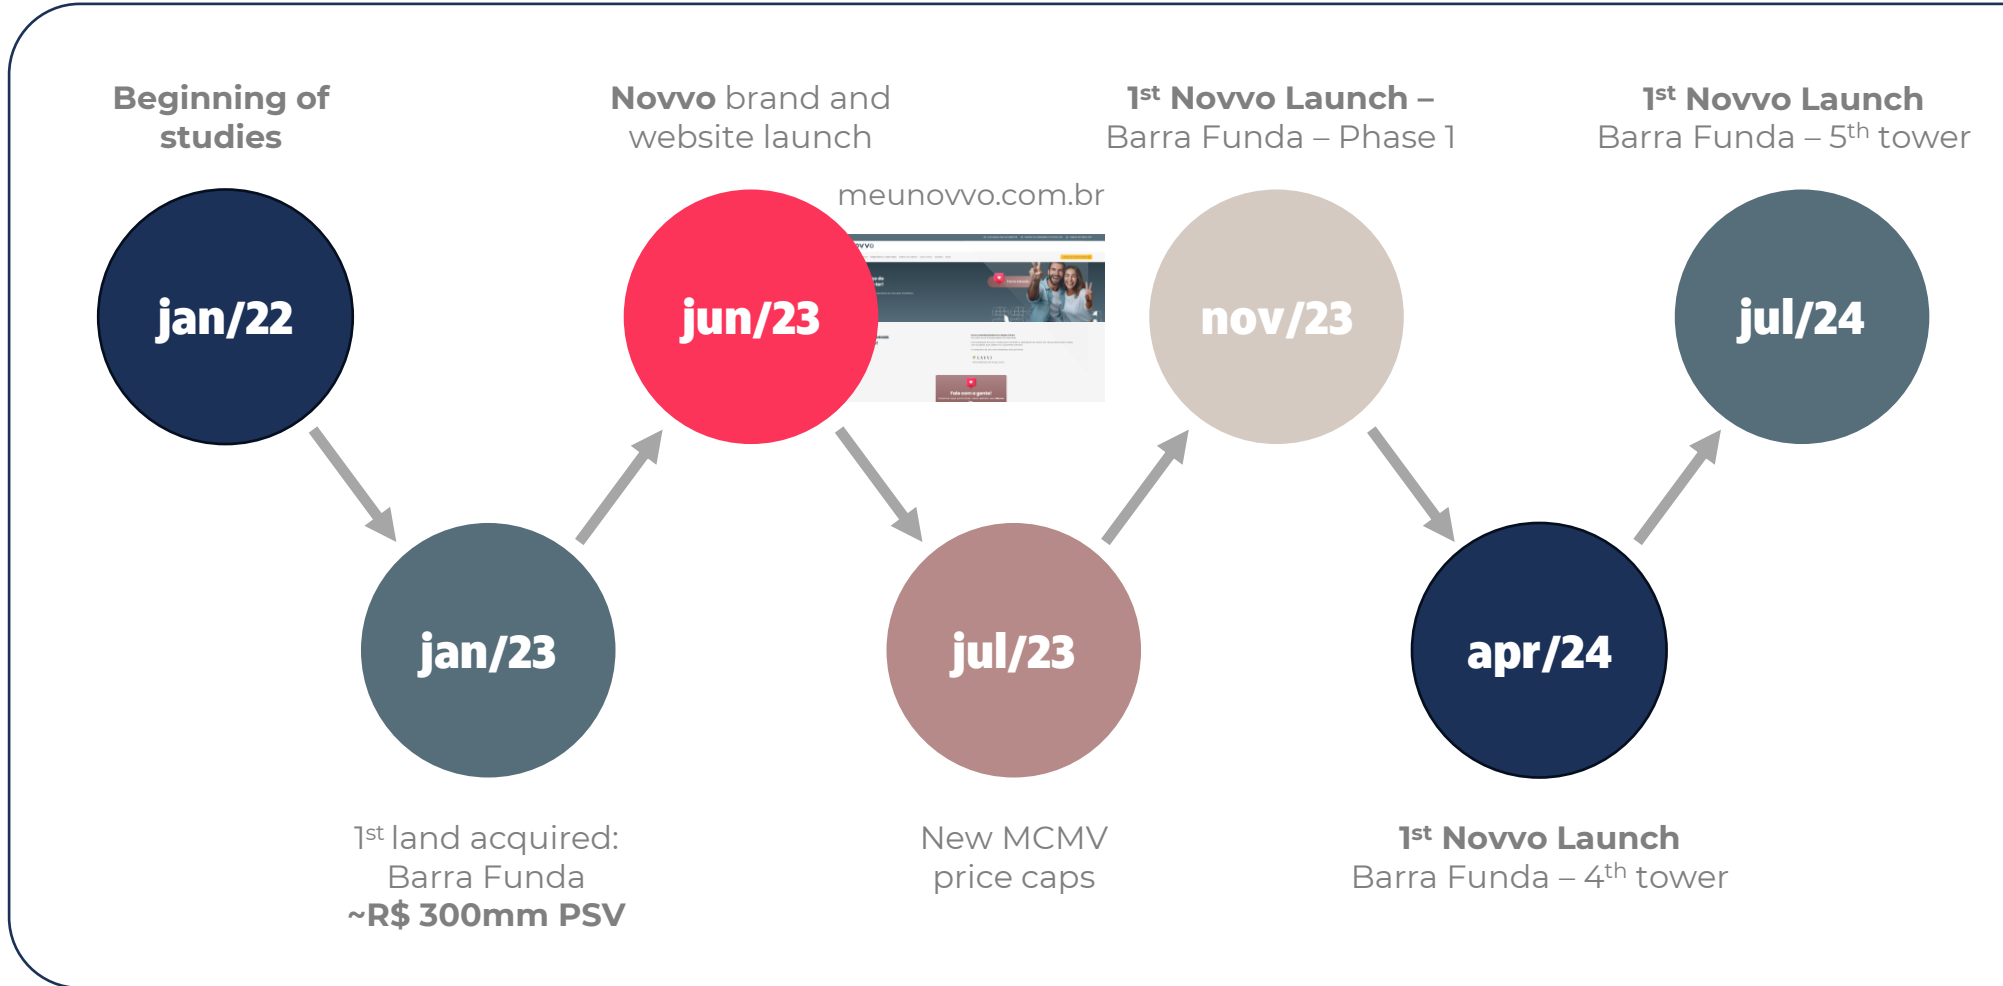 Beginning of
studies
jan/22
1st land acquired:
Barra Funda
~R$ 300mm PSV
jan/23
Novvo brand and
website launch
meunovvo.com.br
jun/23
Fale com a gente!
New MCMV
price caps
jul/23
1st Novvo Launch –
Barra Funda – Phase 1
nov/23
1st Novvo Launch
Barra Funda – 4th tower
apr/24
1st Novvo Launch
Barra Funda – 5th tower
jul/24